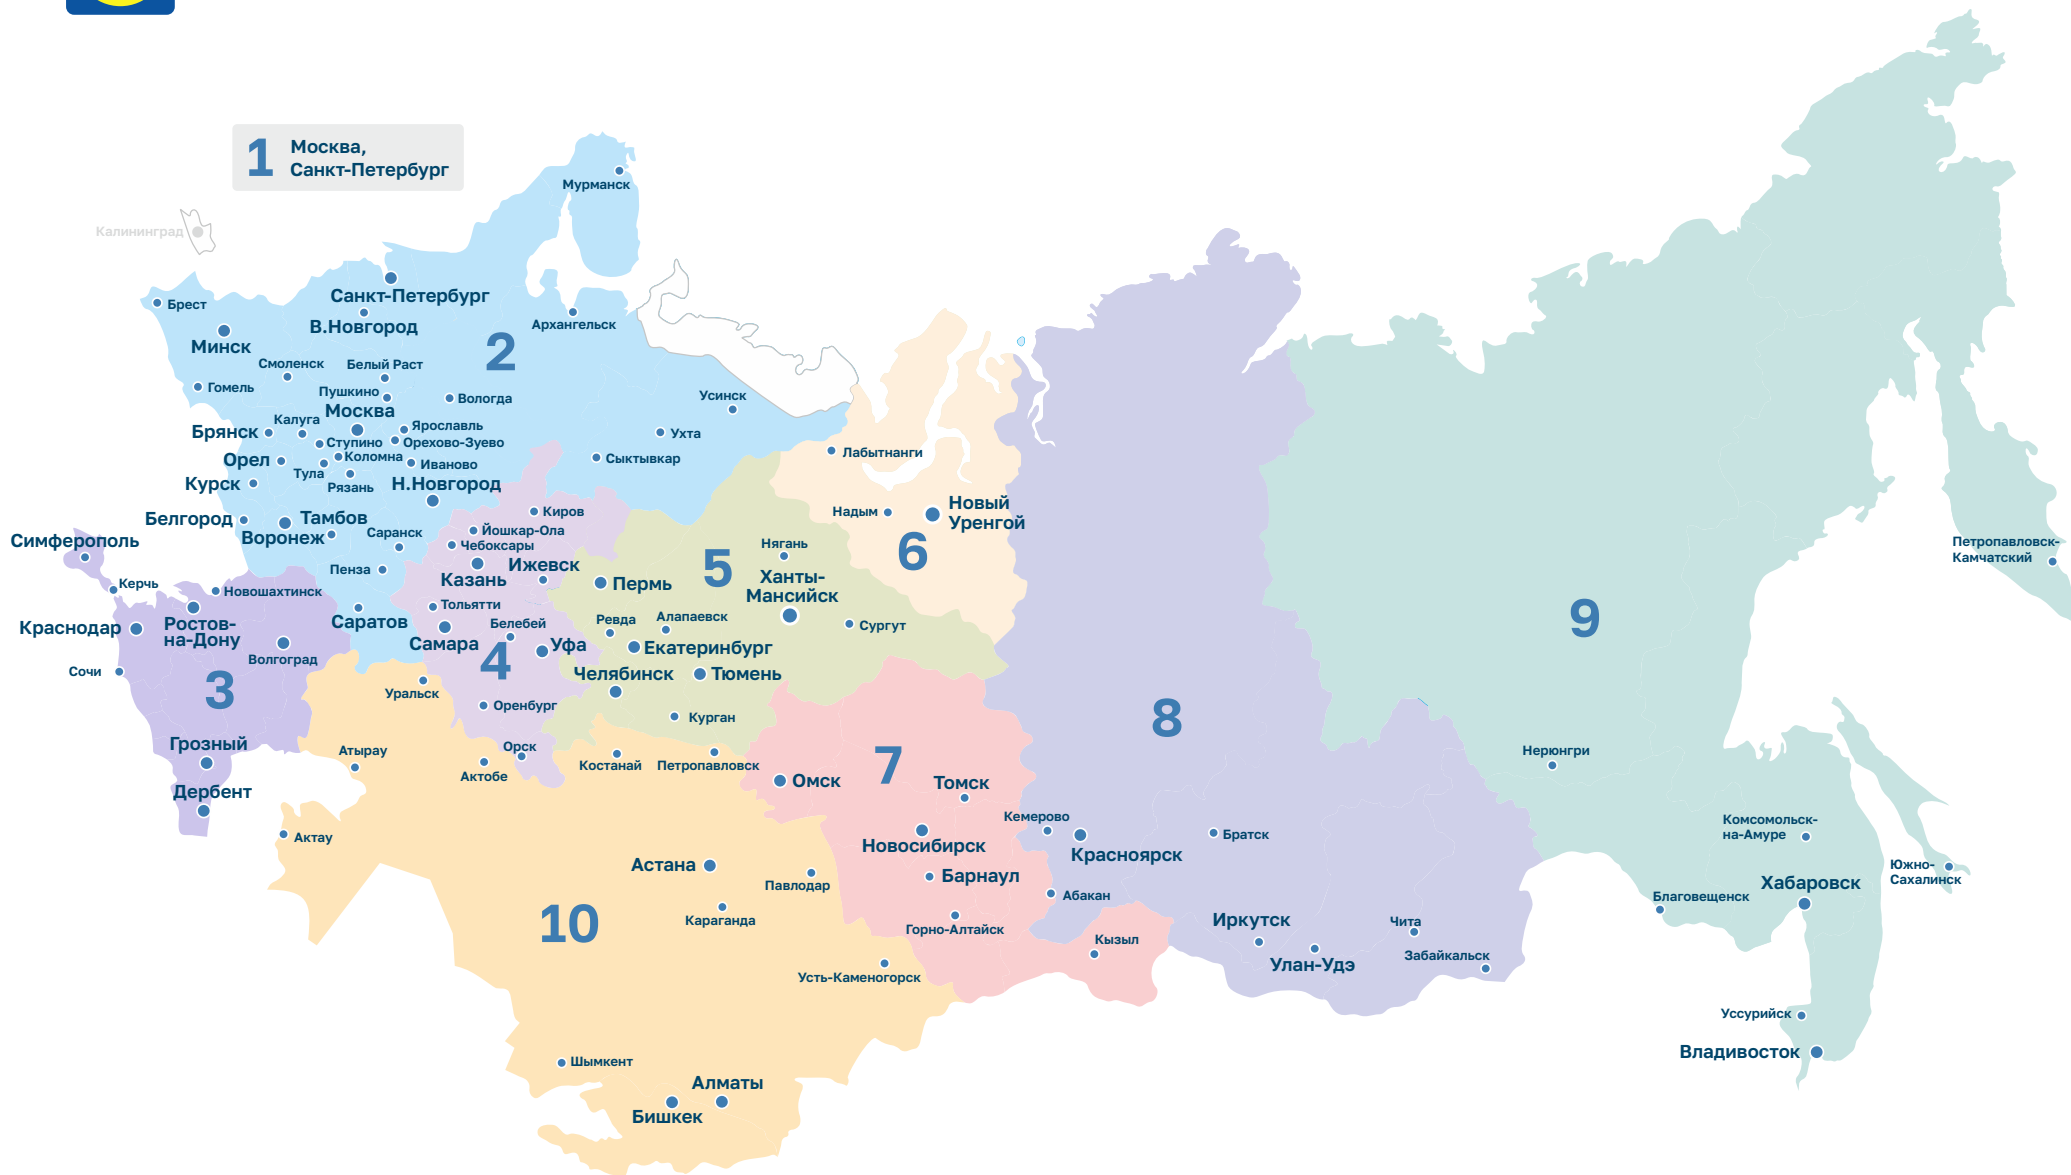 1
Москва,
Санкт-Петербург
Мурманск
Калининград
Санкт-Петербург
Брест
В.Новгород
Архангельск
Минск
2
Смоленск
Белый Раст
Гомель
Пушкино
Вологда
Усинск
Москва
Калуга
Ярославль
Брянск
Ступино
Орехово-Зуево
Ухта
Орел
Коломна
Иваново
Сыктывкар
Тула
Рязань
Курск
Н.Новгород
Лабытнанги
Белгород
Тамбов
Воронеж
Саранск
Киров
Йошкар-Ола
Чебоксары
Надым
Новый
Уренгой
6
Симферополь
Керчь
Новошахтинск
Пенза
Казань
Ижевск
Пермь
5
Нягань
Ханты-
Мансийск
Петропавловск-
Камчатский
Краснодар
Ростов-
на-Дону
Саратов
Тольятти
Самара
Белебей
4
Уфа
Ревда
Алапаевск
Сургут
9
Сочи
Волгоград
3
Екатеринбург
Челябинск
Тюмень
Уральск
Оренбург
Курган
8
Грозный
Атырау
Орск
Актобе
Костанай
Петропавловск
7
Омск
Томск
Нерюнгри
Дербент
Актау
Новосибирск
Кемерово
Красноярск
Братск
Комсомольск-
на-Амуре
Астана
Павлодар
Барнаул
Абакан
Южно-
Сахалинск
Хабаровск
Благовещенск
10
Караганда
Горно-Алтайск
Кызыл
Иркутск
Чита
Улан-Удэ
Забайкальск
Усть-Каменогорск
Уссурийск
Владивосток
Шымкент
Алматы
Бишкек